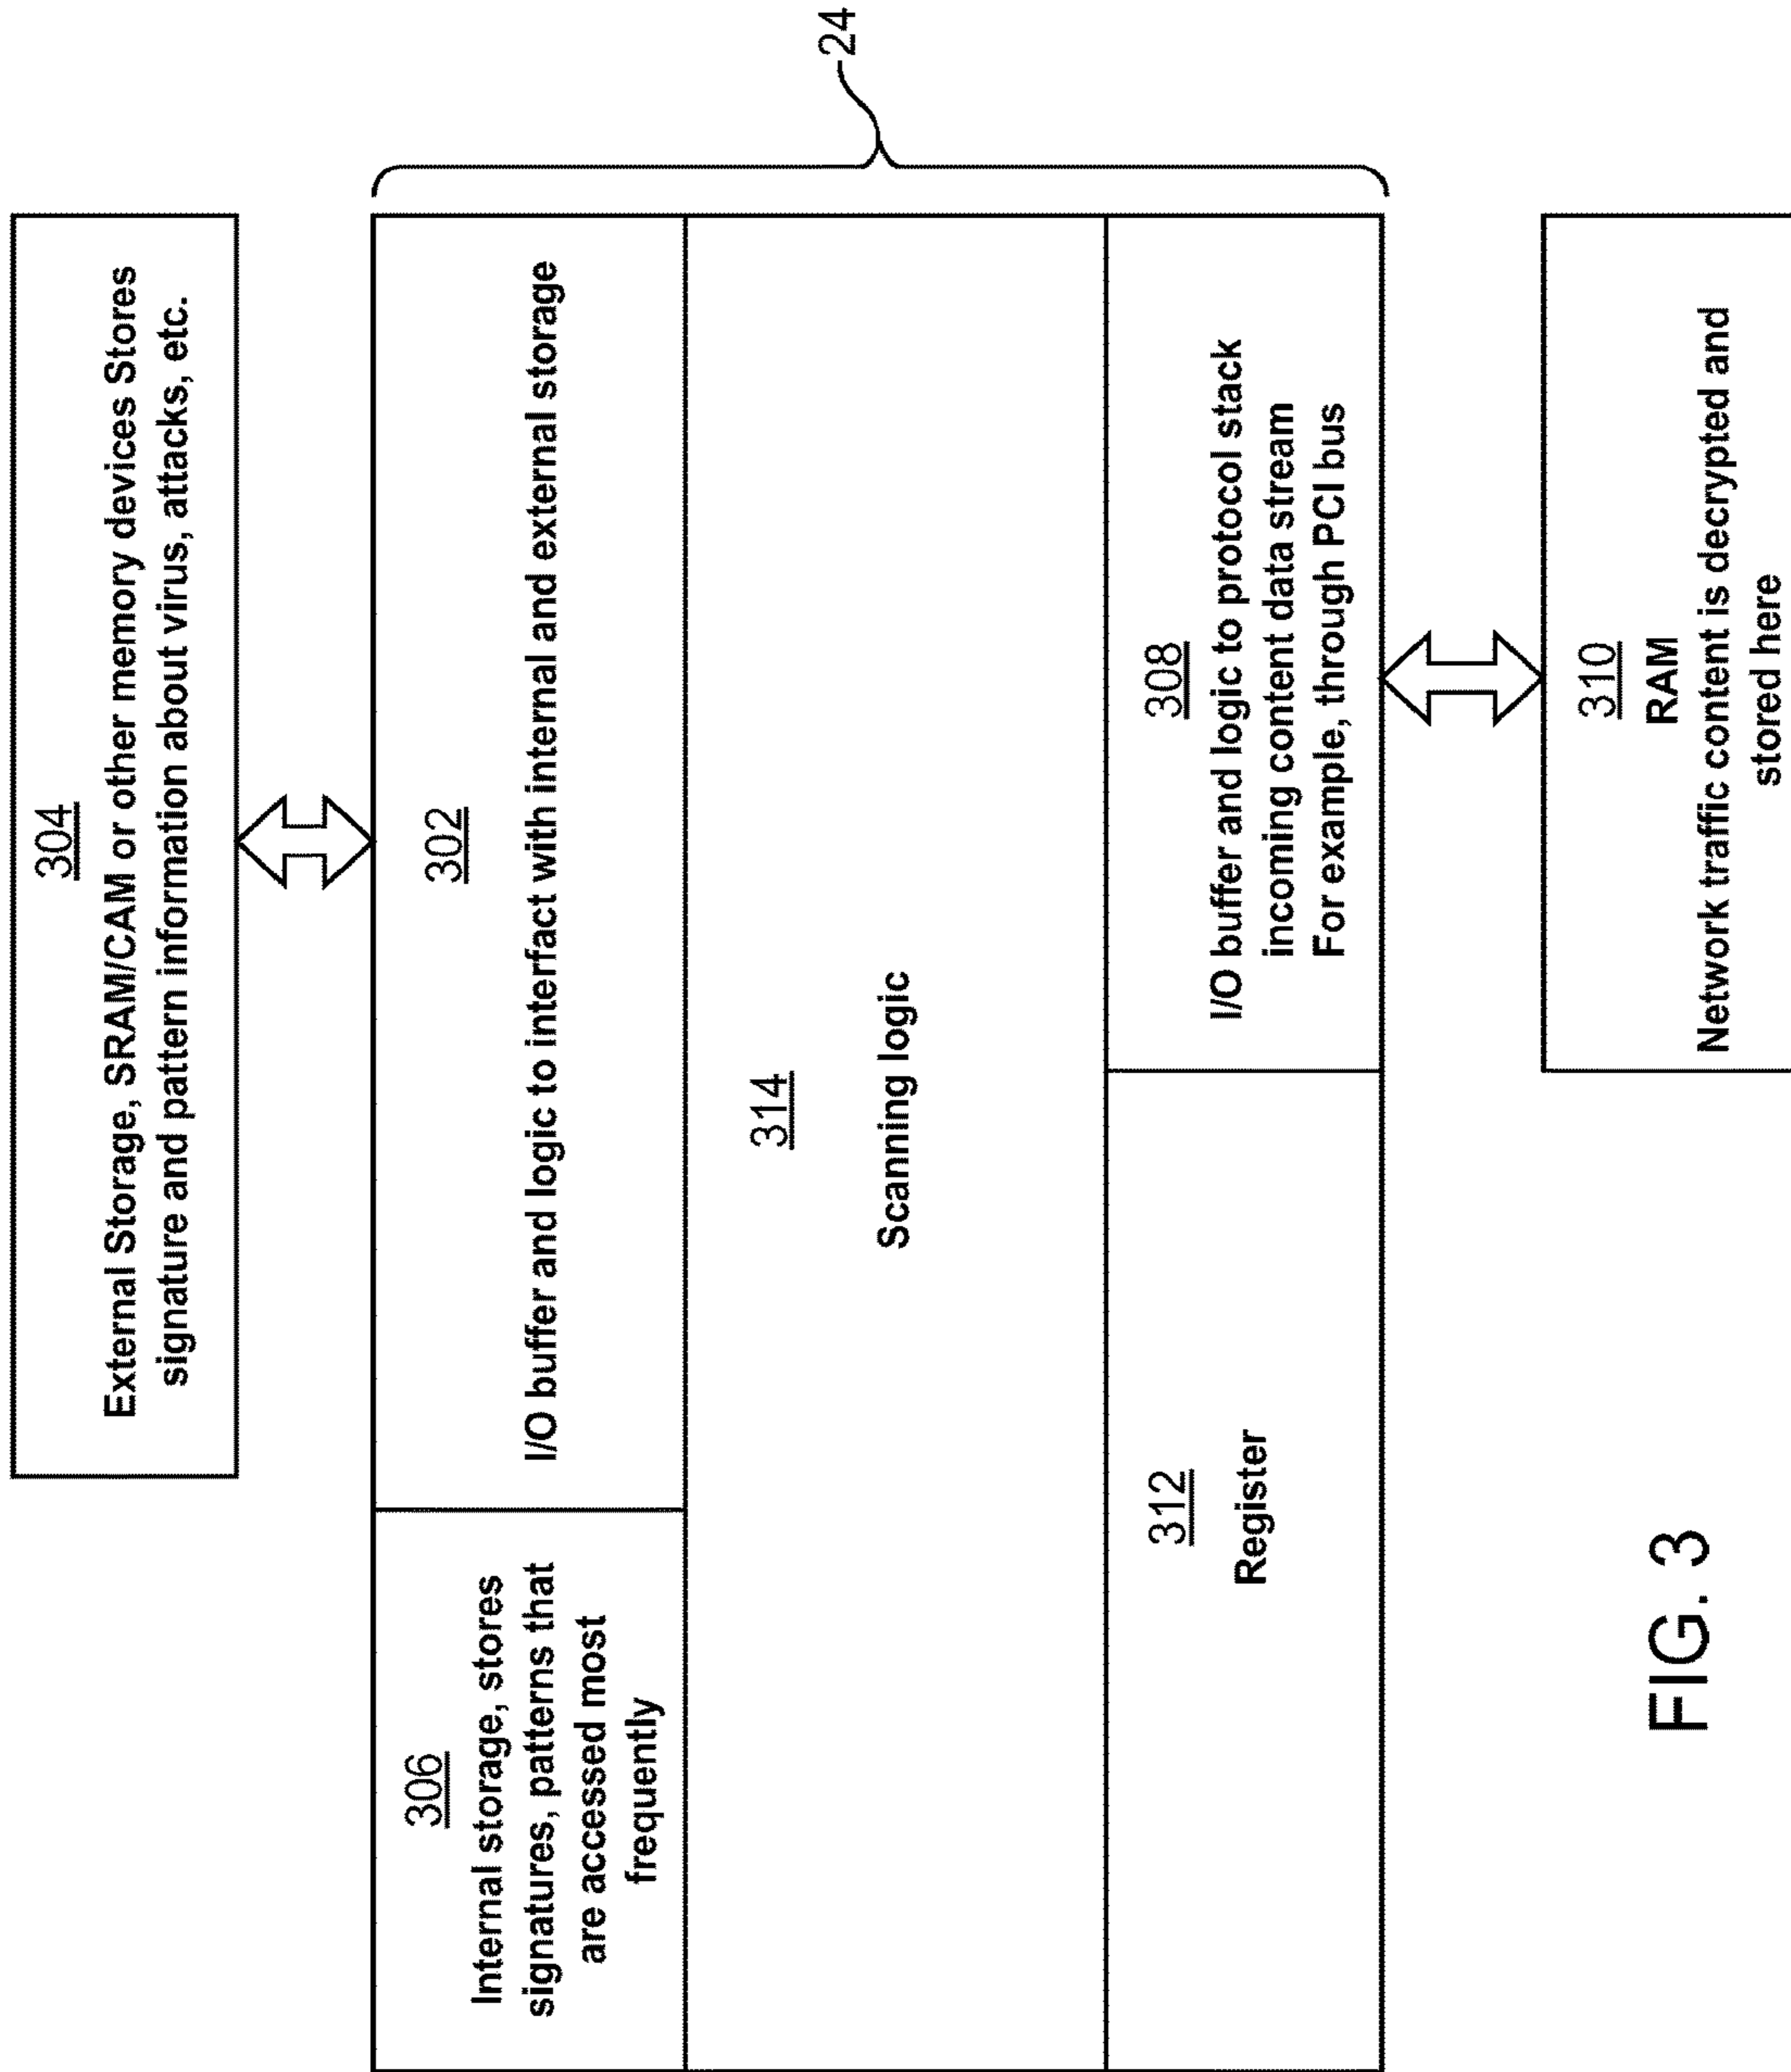 304
External Storage, SRAM/CAM or other memory devices Stores
signature and pattern information about virus, attacks, etc.
306
Internal storage, stores
signatures, patterns that
are accessed most
frequently
302
I/O buffer and logic to interfact with internal and external storage
314
Scanning logic
24
312
Register
308
I/O buffer and logic to protocol stack
incoming content data stream
For example, through PCI bus
310
RAM
Network traffic content is decrypted and
stored here
FIG. 3